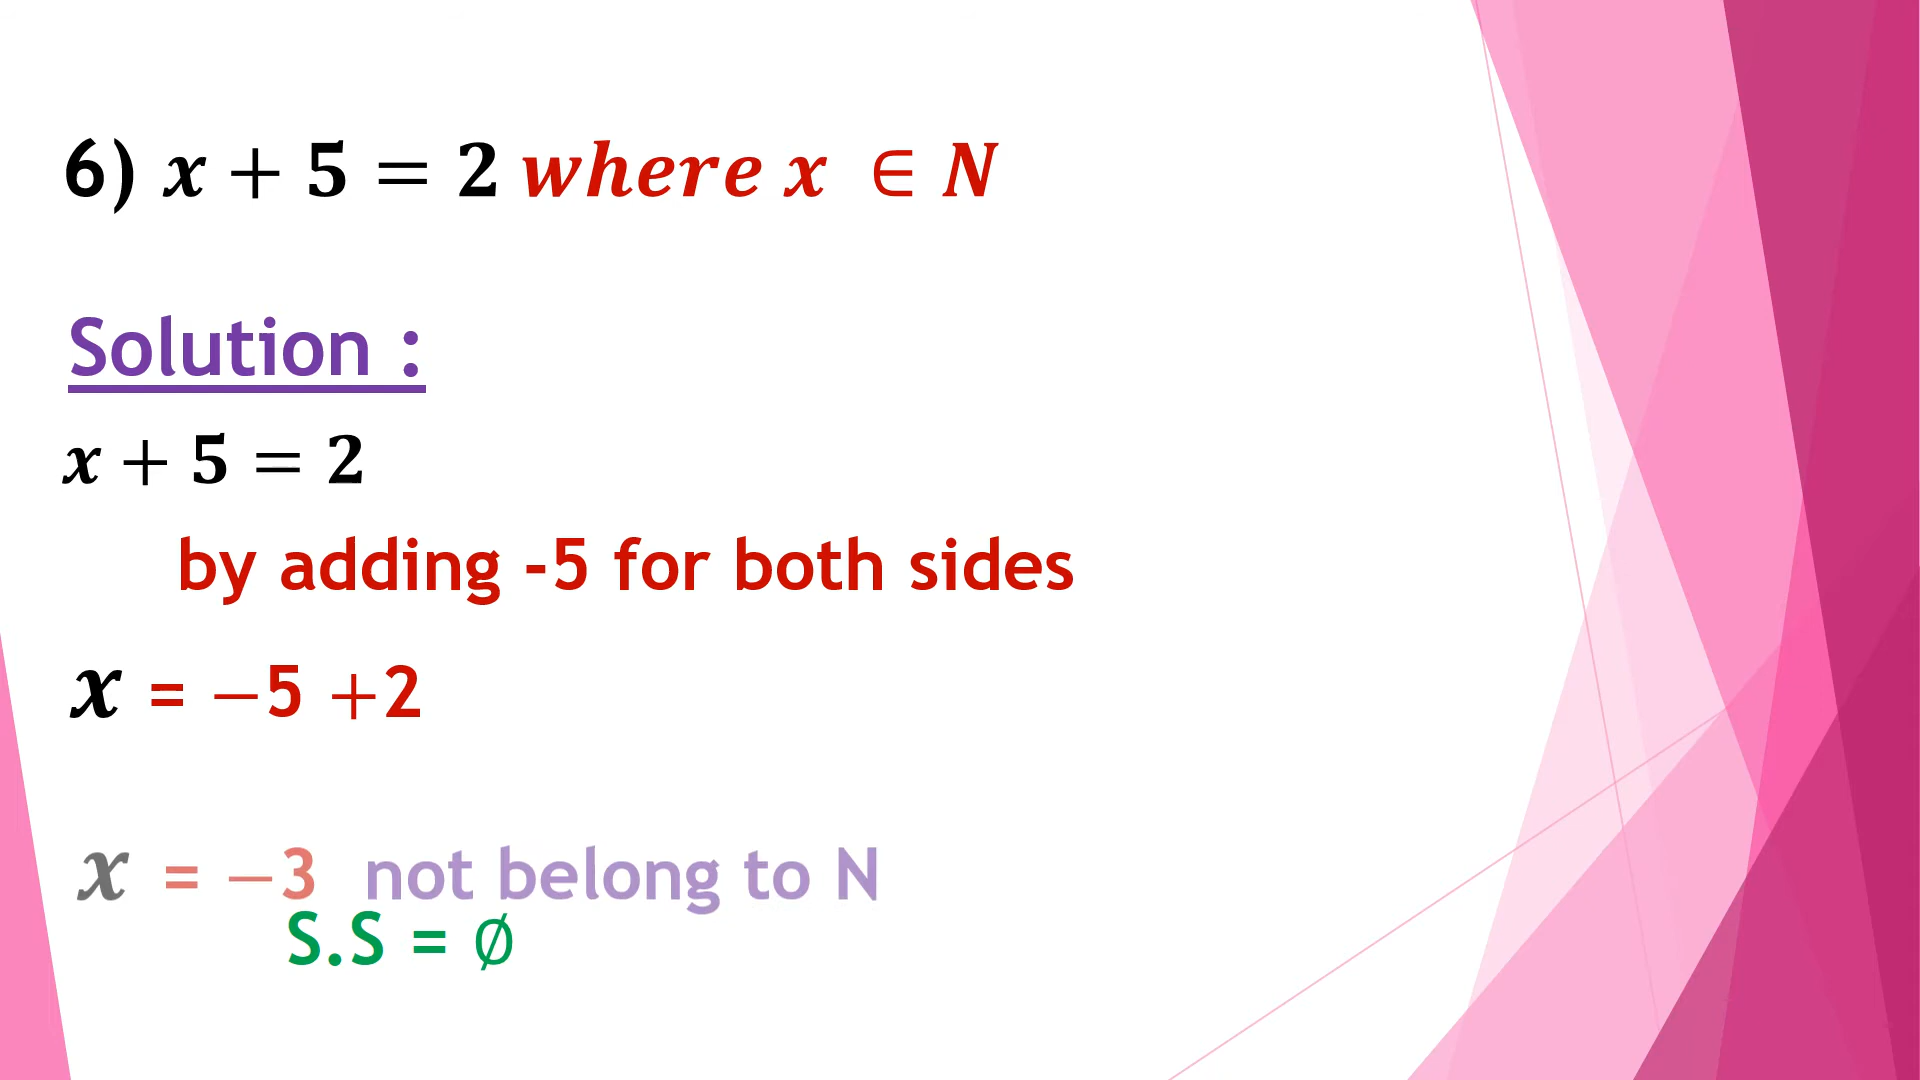 6) x + 5 = 2 where x ∈ N
Solution :
x + 5 = 2
by adding -5 for both sides
x = −5 +2
x = −3 not belong to N
S.S = ∅